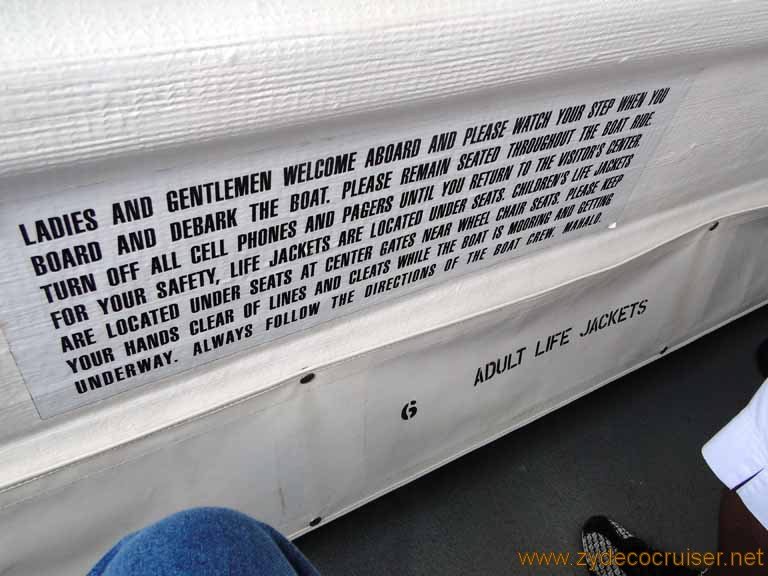 LADIES AND GENTLEMEN WELCOME ABOARD AND PLEASE WATCH YOUR STEP WHEN YOU
BOARD AND DEBARK THE BOAT. PLEASE REMAIN SEATED THROUGHOUT THE BOAT RIDE.
TURN OFF ALL CELL PHONES AND PAGERS UNTIL YOU RETURN TO THE VISITOR'S CENTER.
FOR YOUR SAFETY, LIFE JACKETS ARE LOCATED UNDER SEATS. CHILDREN'S LIFE JACKETS
ARE LOCATED UNDER SEATS AT CENTER GATES NEAR WHEEL CHAIR SEATS. PLEASE KEEP
YOUR HANDS CLEAR OF LINES AND CLEATS WHILE THE BOAT IS MOORING AND GETTING
UNDERWAY. ALWAYS FOLLOW THE DIRECTIONS OF THE BOAT CREW. MAHALO.
6 ADULT LIFE JACKETS
www.zydecocruiser.net